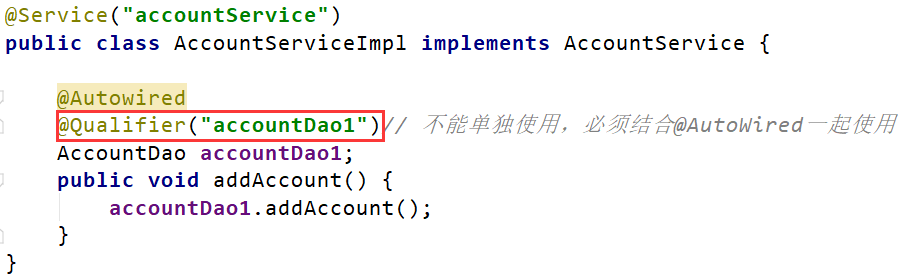 @Service("accountService")
public class AccountServiceImpl implements AccountService {
@Autowired
@Qualifier("accountDao1")// 不能单独使用，必须结合@AutoWired一起使用
AccountDao accountDao1;
public void addAccount() {
accountDao1.addAccount();
}
}